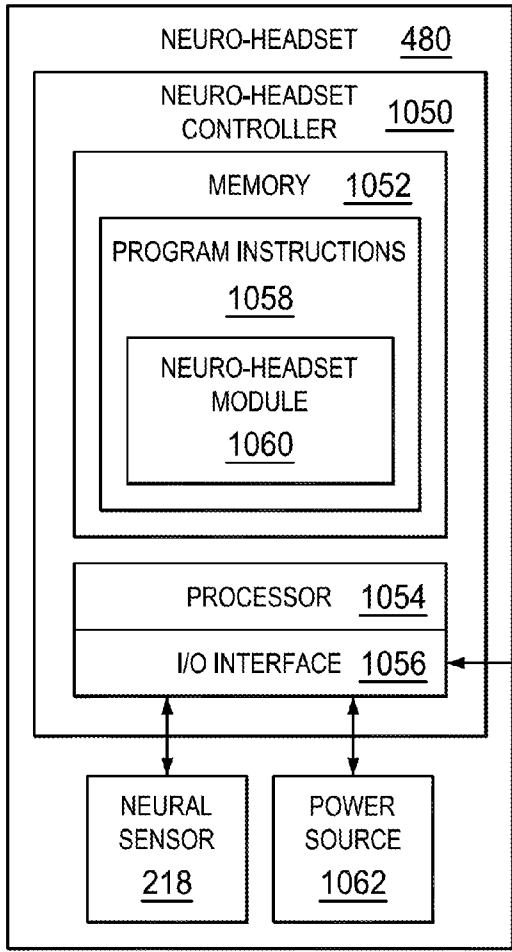 NEURO-HEADSET 480
NEURO-HEADSET
CONTROLLER 1050
MEMORY 1052
PROGRAM INSTRUCTIONS
1058
NEURO-HEADSET
MODULE
1060
PROCESSOR 1054
I/O INTERFACE 1056
NEURAL
SENSOR
218
POWER
SOURCE
1062